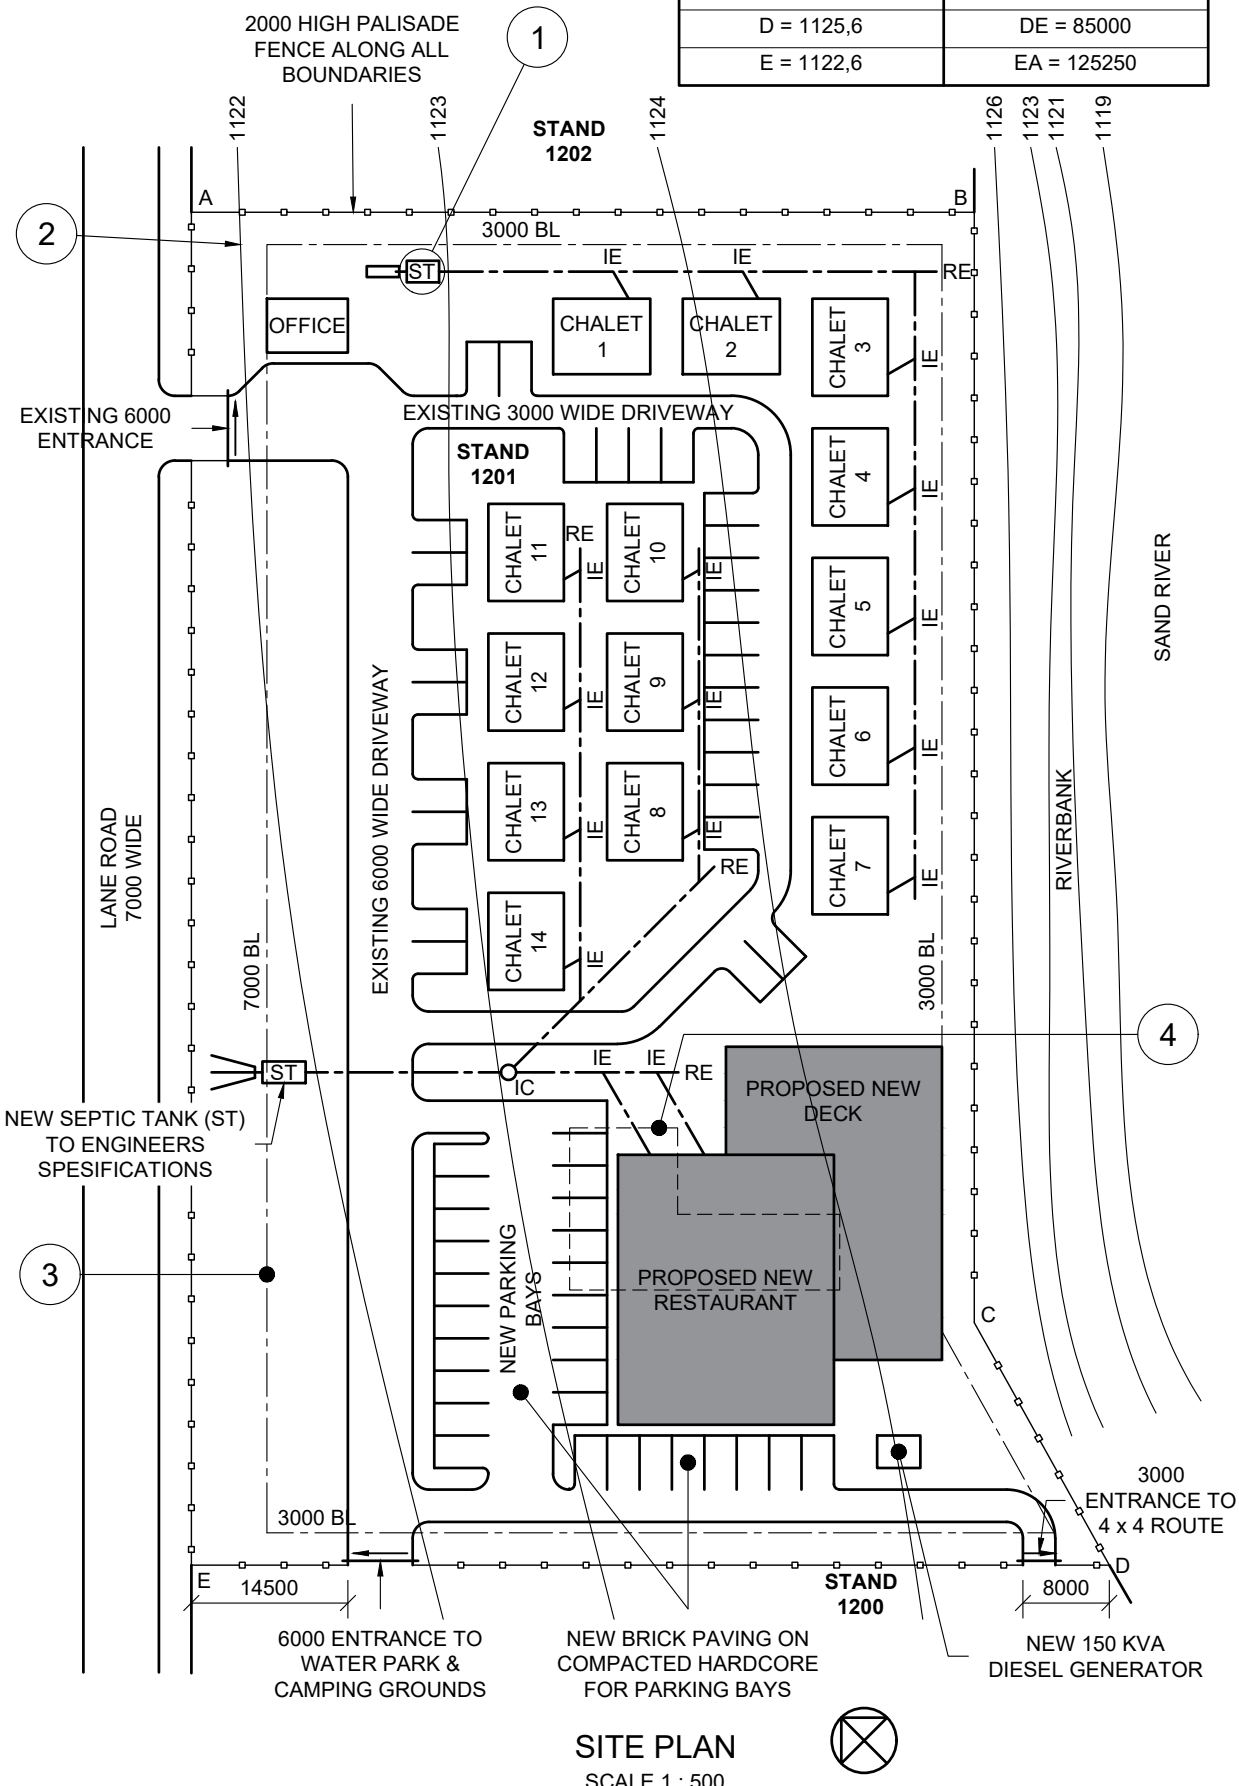 D = 1125,6
DE = 85000
E = 1122,6
EA = 125250
2000 HIGH PALISADE
FENCE ALONG ALL
BOUNDARIES
1
1122
1123
STAND
1202
1124
1126
1123
1121
1119
A
B
2
3000 BL
ST
IE
IE
RE
OFFICE
CHALET
1
CHALET
2
CHALET
3
IE
EXISTING 6000
ENTRANCE
EXISTING 3000 WIDE DRIVEWAY
STAND
1201
CHALET
4
IE
CHALET
11
RE
IE
CHALET
10
IE
CHALET
5
IE
SAND RIVER
CHALET
12
IE
CHALET
9
IE
CHALET
6
IE
EXISTING 6000 WIDE DRIVEWAY
LANE ROAD
7000 WIDE
CHALET
13
IE
CHALET
8
IE
CHALET
7
IE
RIVERBANK
RE
CHALET
14
IE
7000 BL
3000 BL
4
ST
IC
IE
IE
RE
PROPOSED NEW
DECK
NEW SEPTIC TANK (ST)
TO ENGINEERS
SPESIFICATIONS
3
NEW PARKING
BAYS
PROPOSED NEW
RESTAURANT
C
3000
ENTRANCE TO
4 x 4 ROUTE
3000 BL
E
14500
STAND
1200
8000
D
6000 ENTRANCE TO
WATER PARK &
CAMPING GROUNDS
NEW BRICK PAVING ON
COMPACTED HARDCORE
FOR PARKING BAYS
NEW 150 KVA
DIESEL GENERATOR
SITE PLAN
SCALE 1 : 500